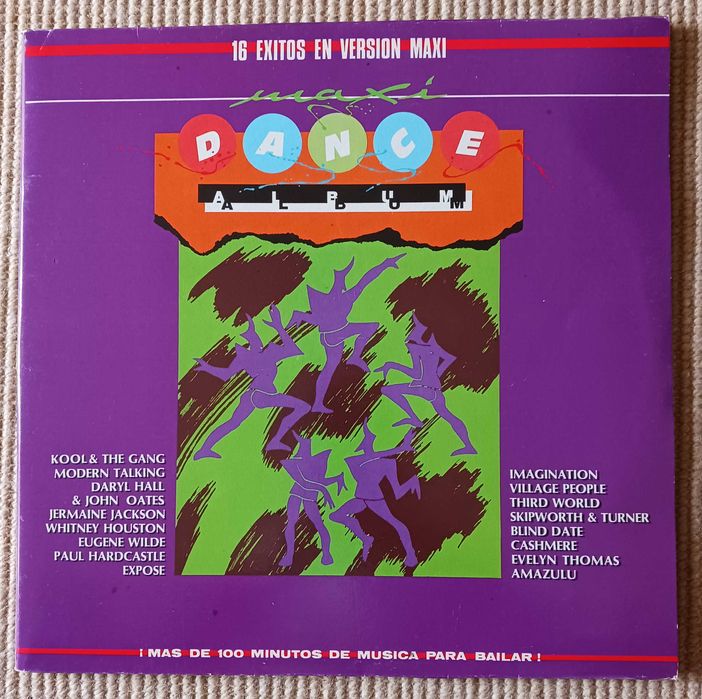 16 EXITOS EN VERSION MAXI
maxi
DANCE
ALBUM
KOOL & THE GANG
MODERN TALKING
DARYL HALL
& JOHN OATES
JERMAINE JACKSON
WHITNEY HOUSTON
EUGENE WILDE
PAUL HARDCASTLE
EXPOSE
IMAGINATION
VILLAGE PEOPLE
THIRD WORLD
SKIPWORTH & TURNER
BLIND DATE
CASHMERE
EVELYN THOMAS
AMAZULU
¡ MAS DE 100 MINUTOS DE MUSICA PARA BAILAR !